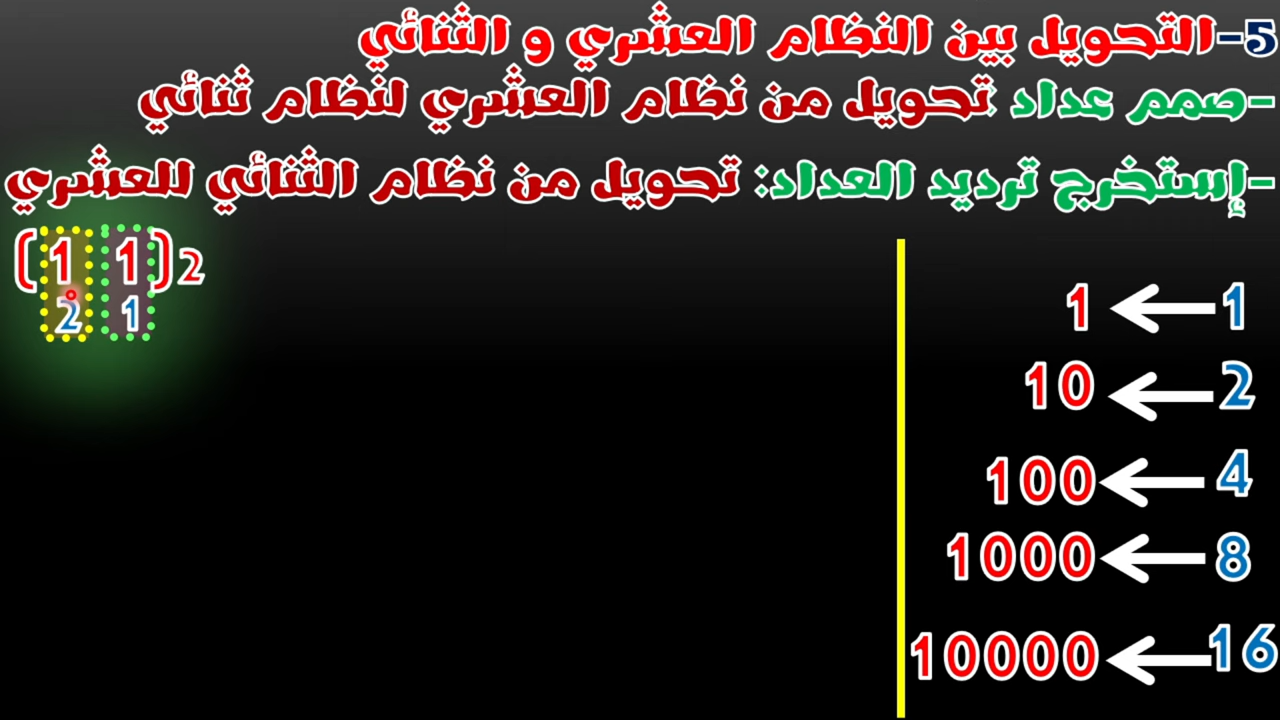 5-التحويل بين النظام العشري و الثنائي
-صمم عداد تحويل من نظام العشري لنظام ثنائي
-إستخرج ترديد العداد: تحويل من نظام الثنائي للعشري
(1 1)2
2 1
1 ← 1
10 ← 2
100 ← 4
1000 ← 8
10000 ← 16